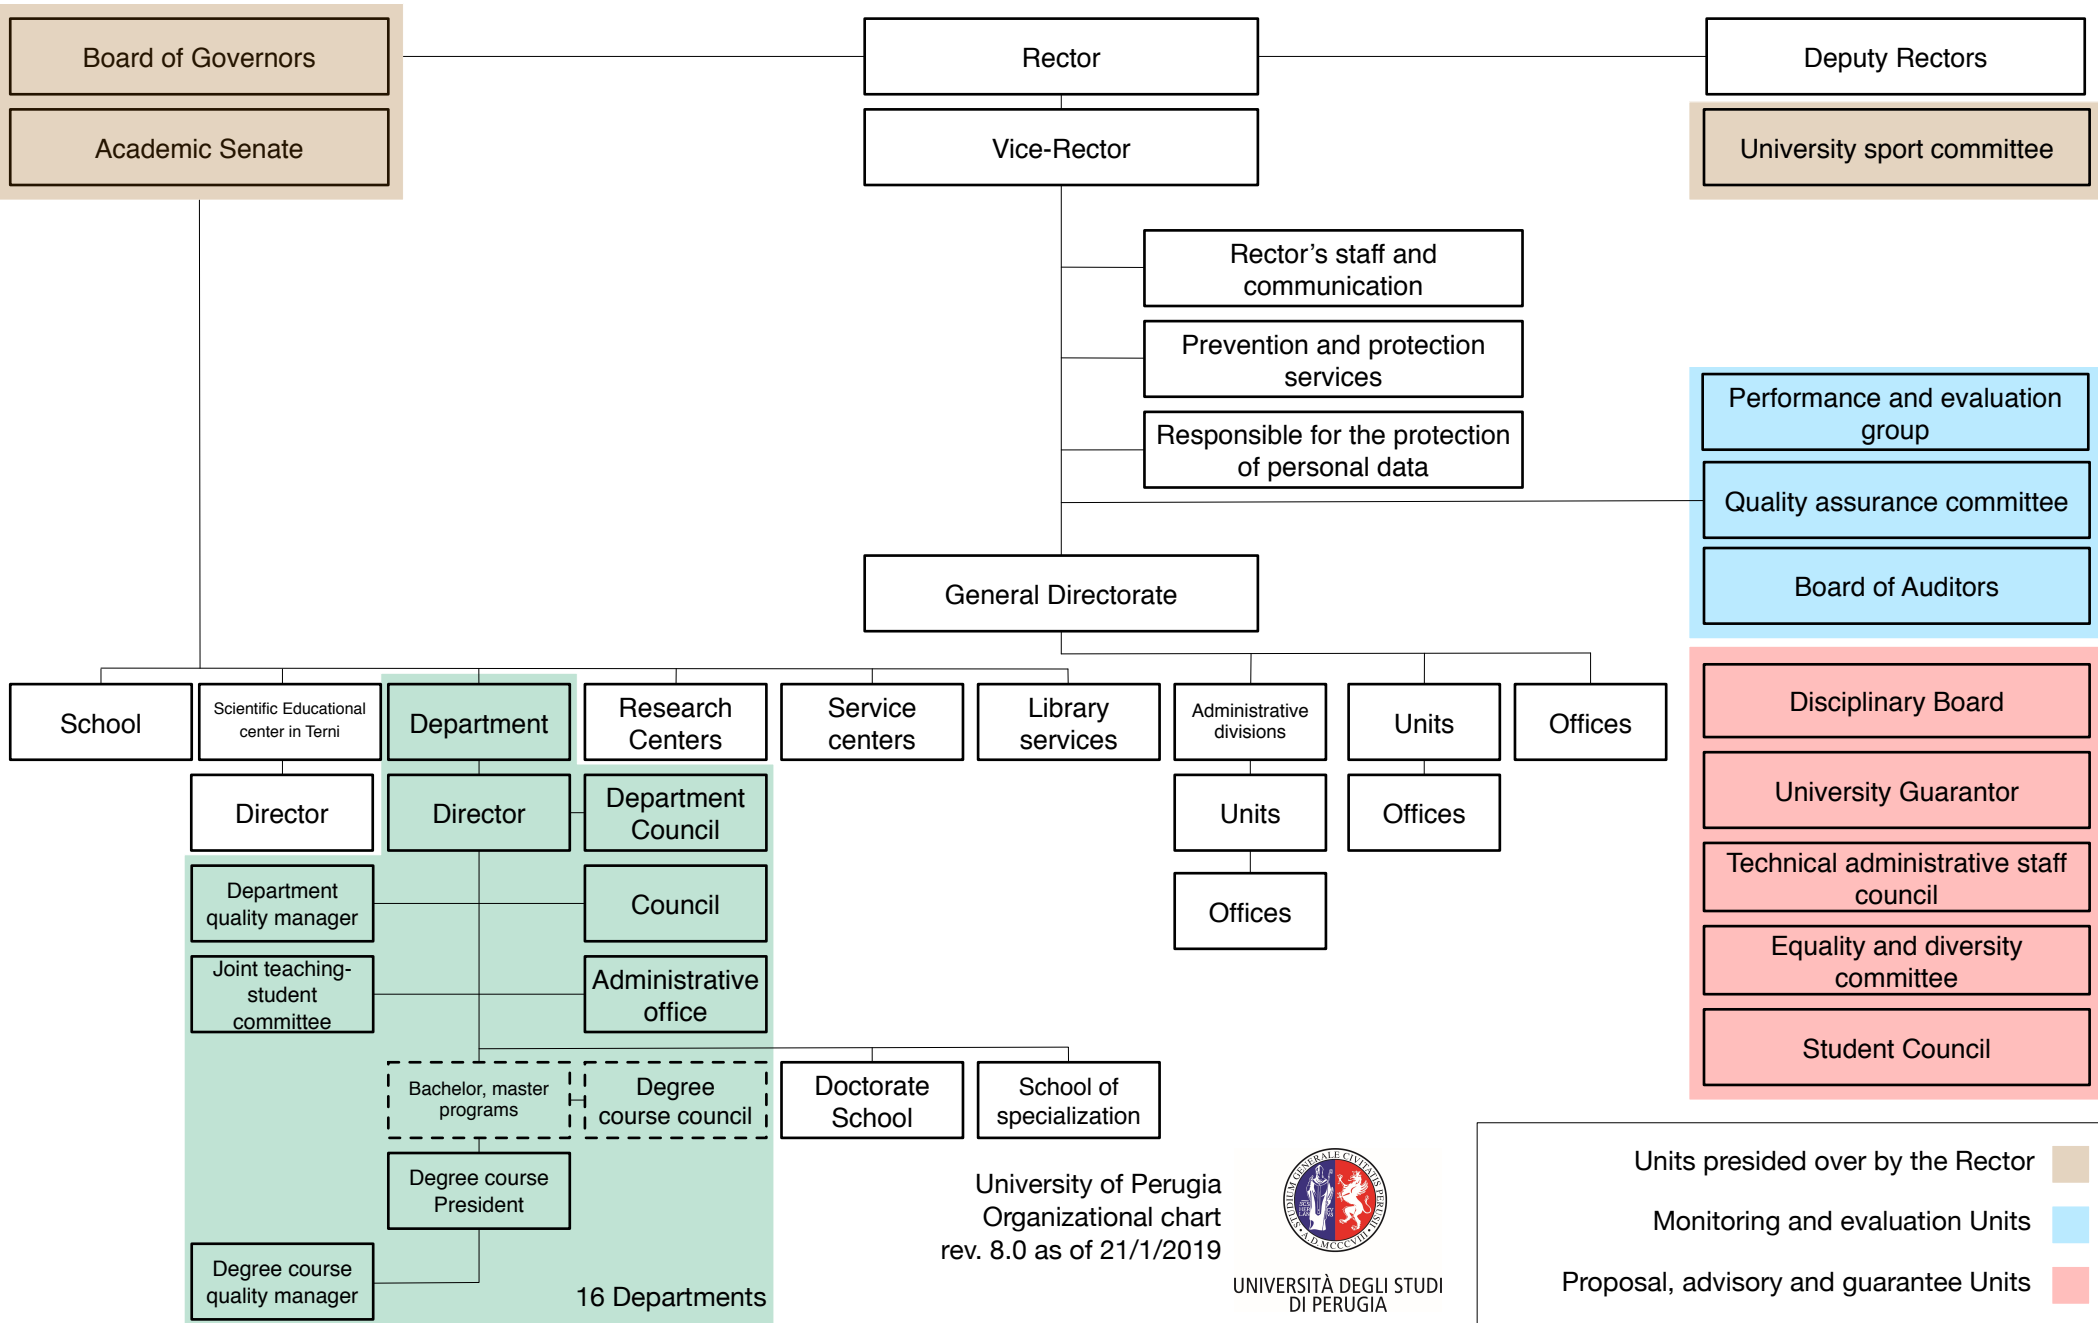 Board of Governors
Rector
Deputy Rectors
Academic Senate
Vice-Rector
University sport committee
Rector’s staff and
communication
Prevention and protection
services
Responsible for the protection
of personal data
Performance and evaluation
group
Quality assurance committee
Board of Auditors
General Directorate
School
Scientific Educational
center in Terni
Department
Research
Centers
Service
centers
Library
services
Administrative
divisions
Units
Offices
Disciplinary Board
Director
Director
Department
Council
Units
Offices
University Guarantor
Department
quality manager
Council
Offices
Technical administrative staff
council
Joint teaching-
student
committee
Administrative
office
Equality and diversity
committee
Student Council
Bachelor, master
programs
Degree
course council
Doctorate
School
School of
specialization
Degree course
President
Degree course
quality manager
16 Departments
University of Perugia
Organizational chart
rev. 8.0 as of 21/1/2019
STUDIUM GENERALE CIVITATIS PERUSII
A.D. MCCCVIII
UNIVERSITÀ DEGLI STUDI
DI PERUGIA
Units presided over by the Rector
Monitoring and evaluation Units
Proposal, advisory and guarantee Units